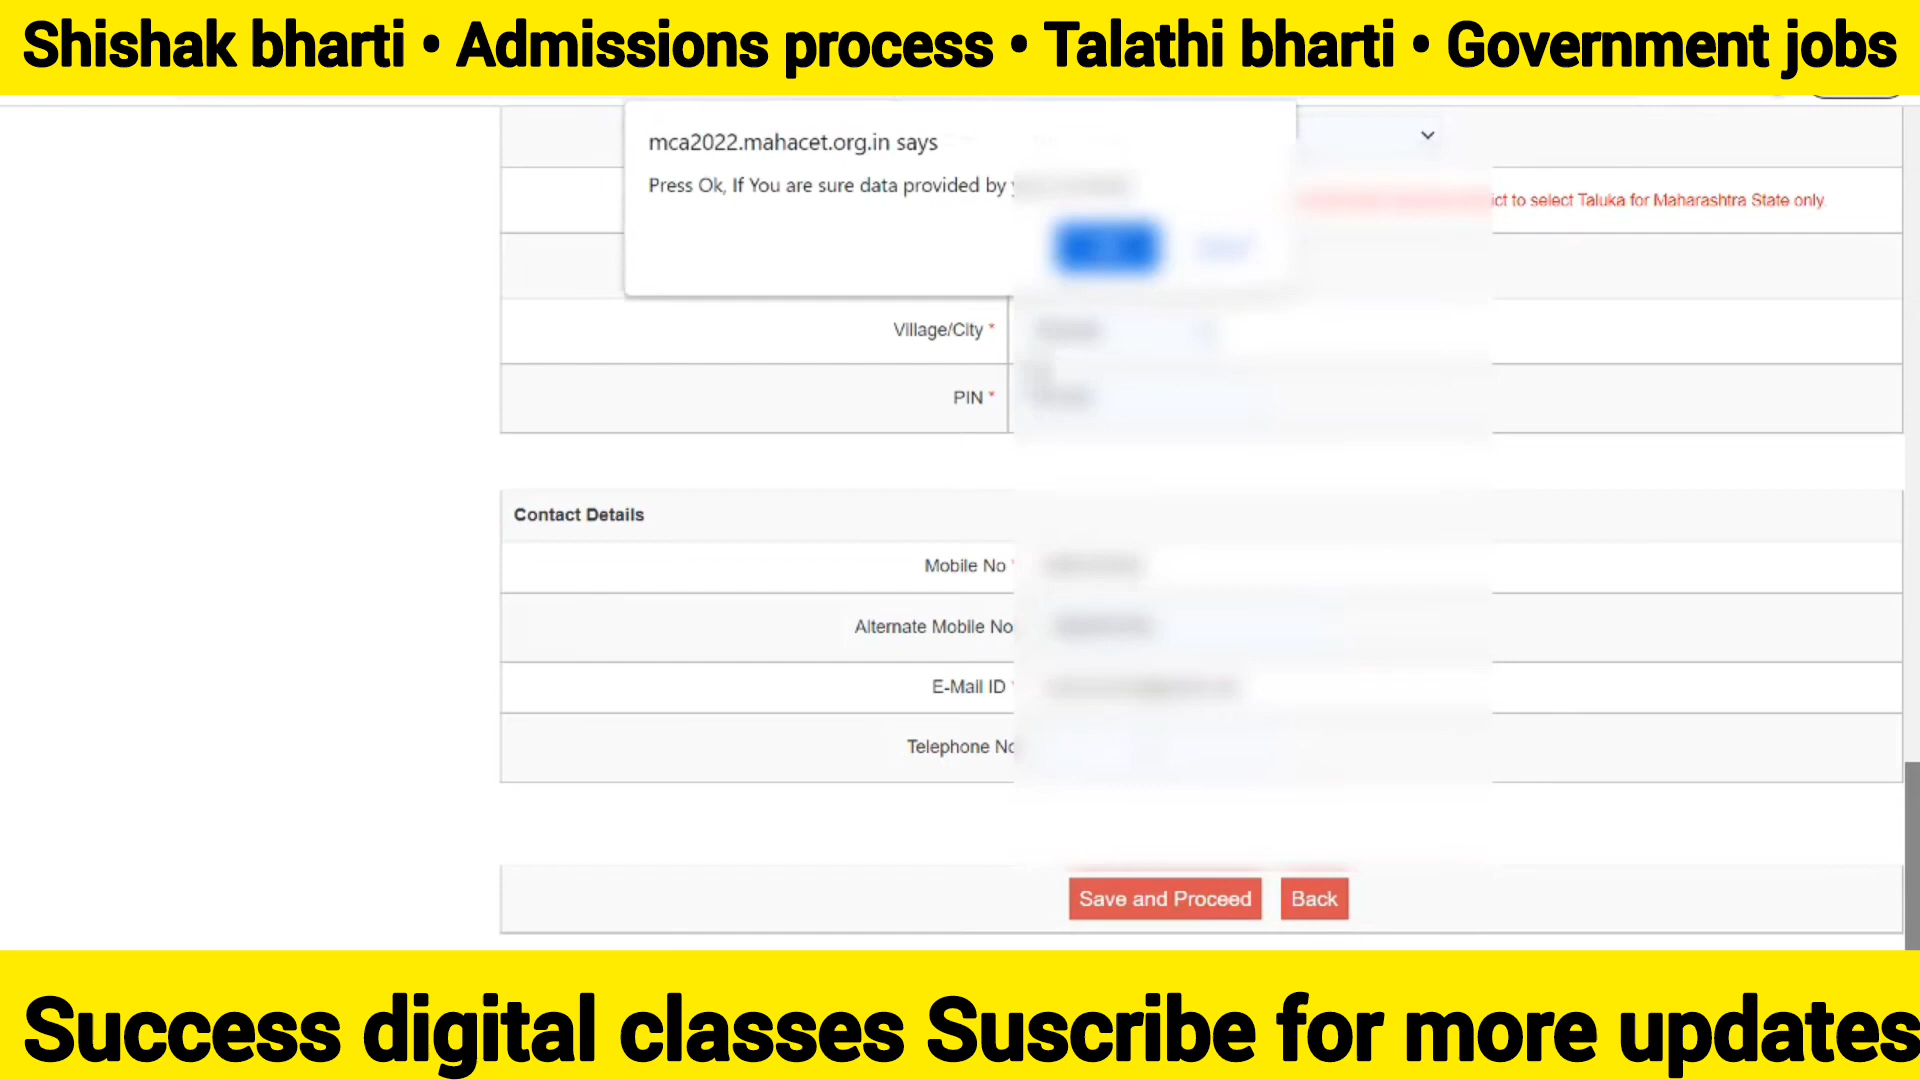 Shishak bharti • Admissions process • Talathi bharti • Government jobs
mca2022.mahacet.org.in says
Press Ok, If You are sure data provided by
ict to select Taluka for Maharashtra State only.
Village/City *
PIN *
Contact Details
Mobile No
Alternate Mobile No
E-Mail ID
Telephone No
Save and Proceed Back
Success digital classes Suscribe for more updates